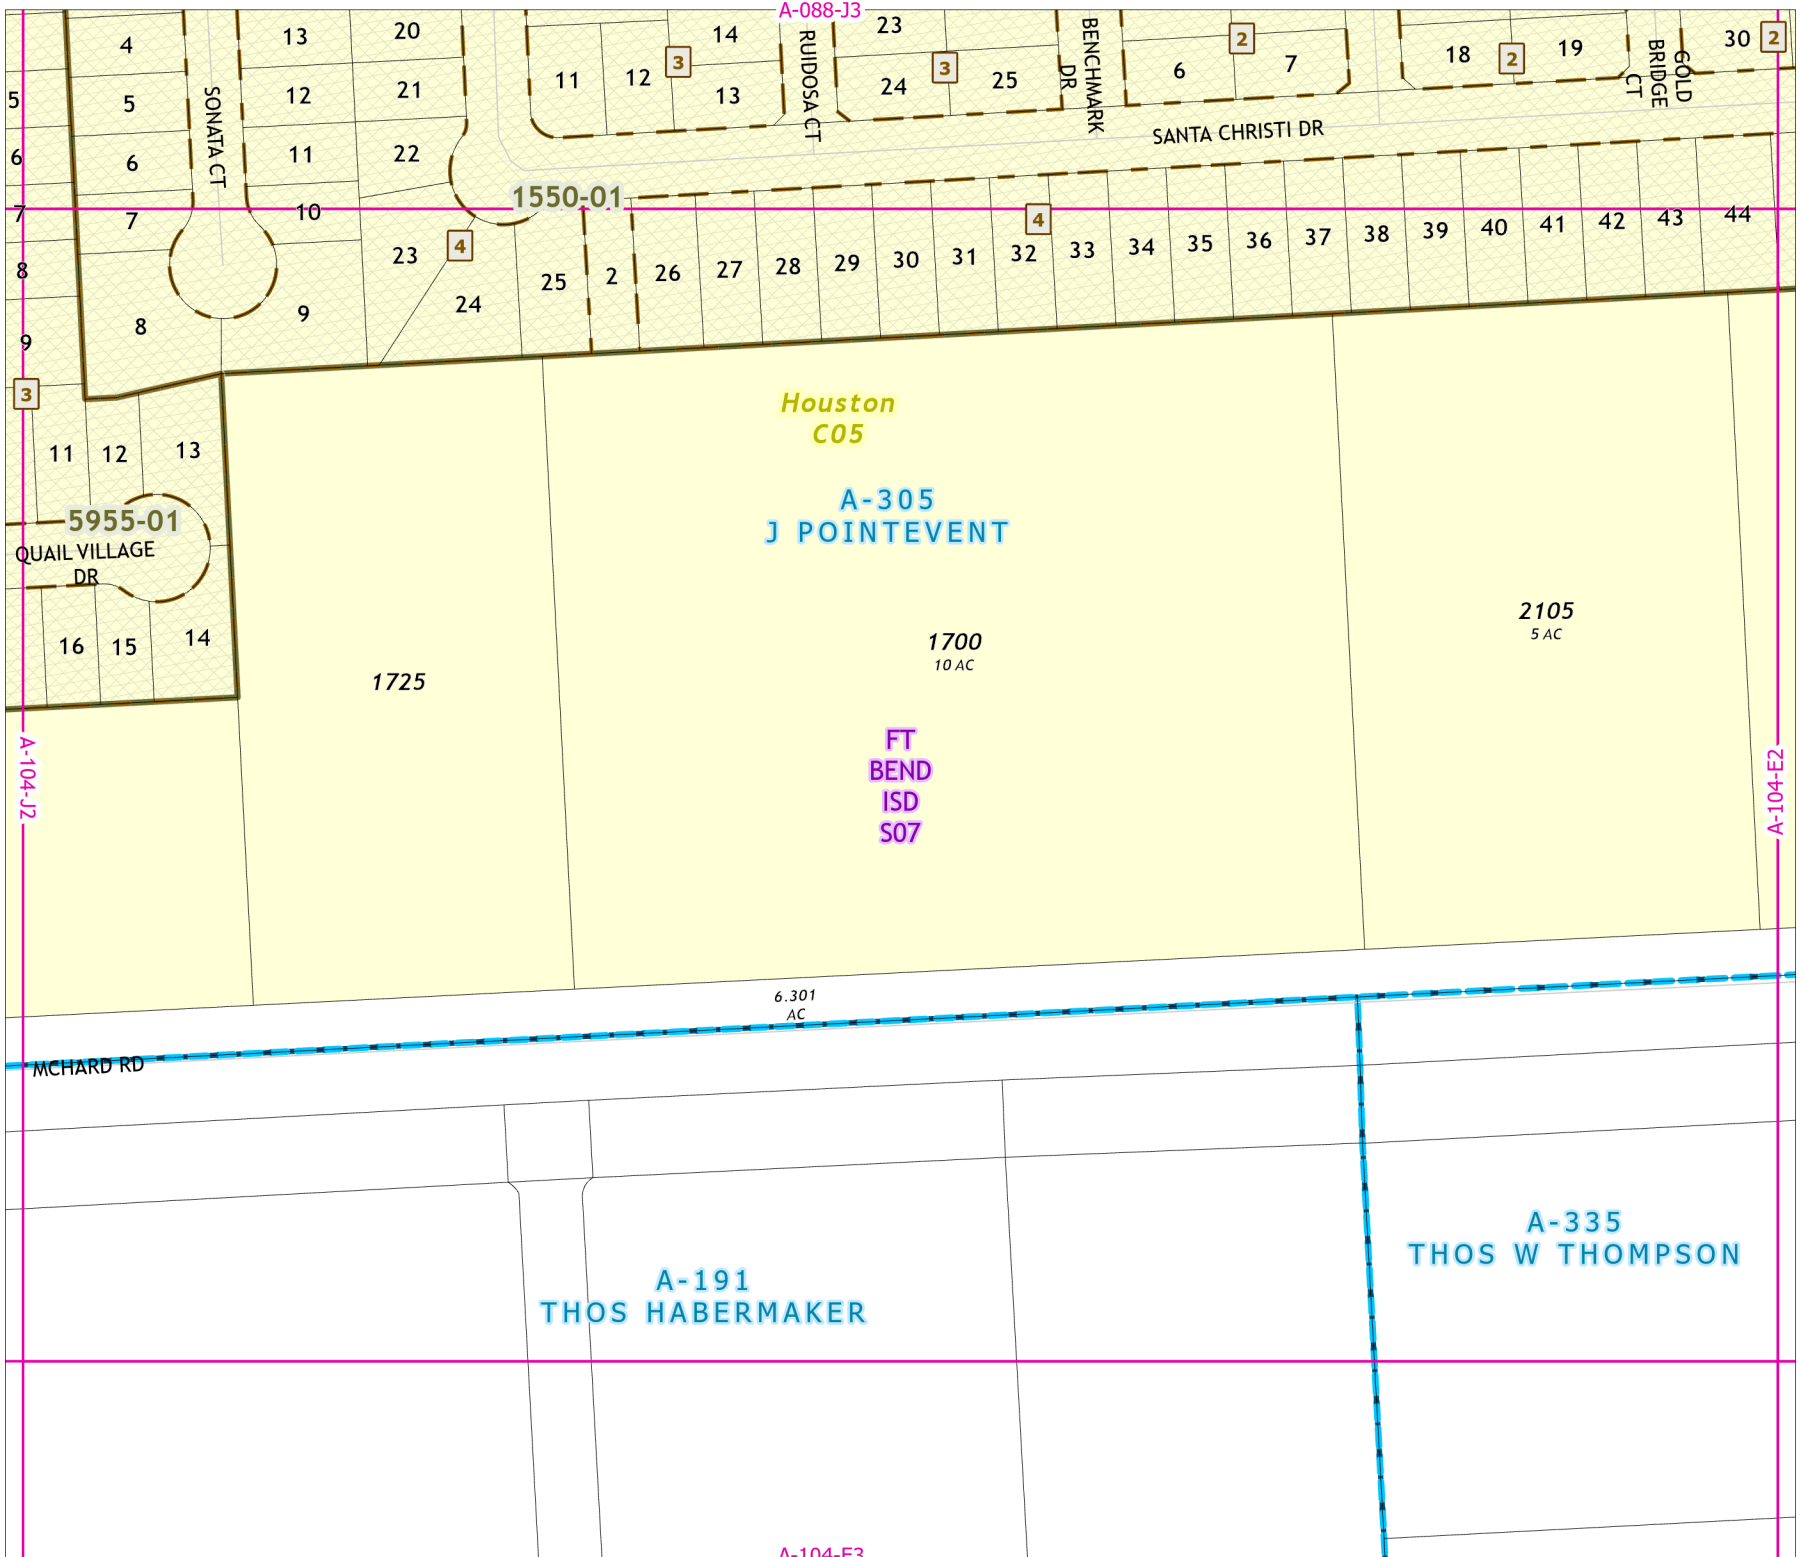 A-088-J3
4
13
20
14
23
18
19
30
2
2
2
3
3
11
12
13
24
25
6
7
RUIDOSA CT
BENCHMARK
DR
BRIDGE
GOLD
CT
SONATA CT
SANTA CHRISTI DR
5
5
12
21
6
6
11
22
7
7
10
1550-01
8
8
9
23
4
24
25
2
26
27
28
29
30
31
32
4
33
34
35
36
37
38
39
40
41
42
43
44
9
3
11
12
13
5955-01
QUAIL VILLAGE
DR
16
15
14
Houston
C05
A-305
J POINTEVENT
1725
1700
10 AC
2105
5 AC
FT
BEND
ISD
S07
A-104-J2
A-104-E2
6.301
AC
MCHARD RD
A-191
THOS HABERMAKER
A-335
THOS W THOMPSON
A-104-E3